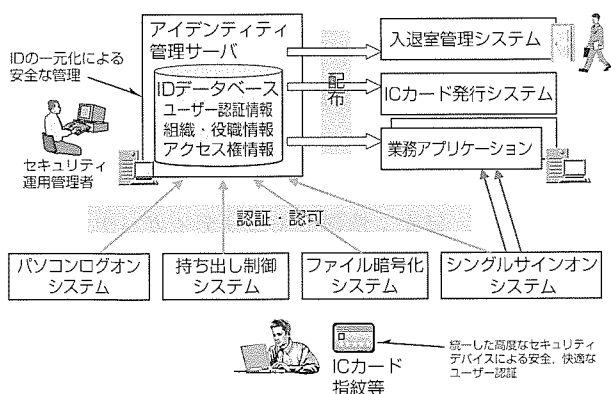 アイデンティティ
管理サーバ
IDデータベース
ユーザー認証情報
組織・役職情報
アクセス権情報
IDの一元化による
安全な管理
セキュリティ
運用管理者
配
布
入退室管理システム
ICカード発行システム
業務アプリケーション
認証・認可
パソコンログオン
システム
持ち出し制御
システム
ファイル暗号化
システム
シングルサインオン
システム
ICカード
指紋等
統一した高度なセキュリティ
デバイスによる安全，快適な
ユーザー認証